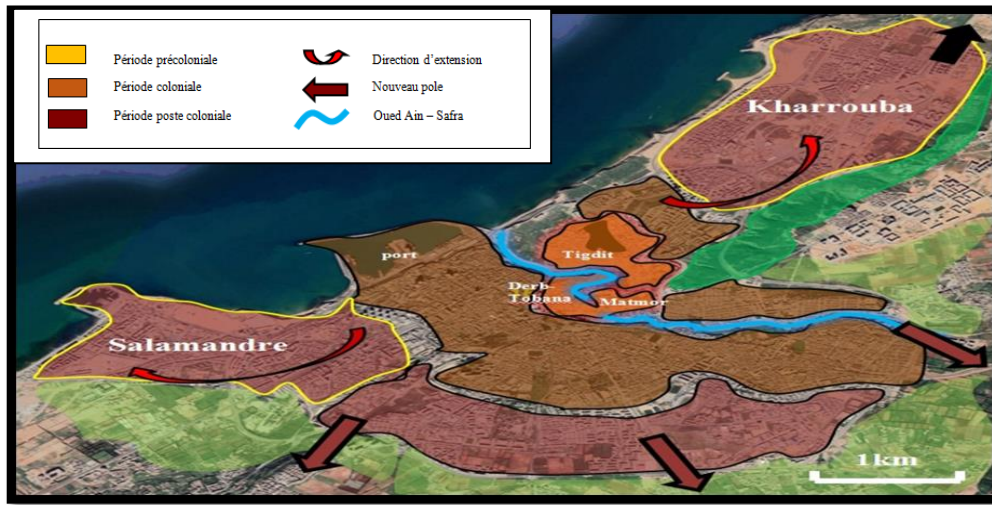 Période précoloniale
Direction d'extension
Période coloniale
Nouveau pole
Période poste coloniale
Oued Ain – Safra
Kharrouba
port
Tigdit
Derb-
Tobana
Matmor
Salamandre
1km